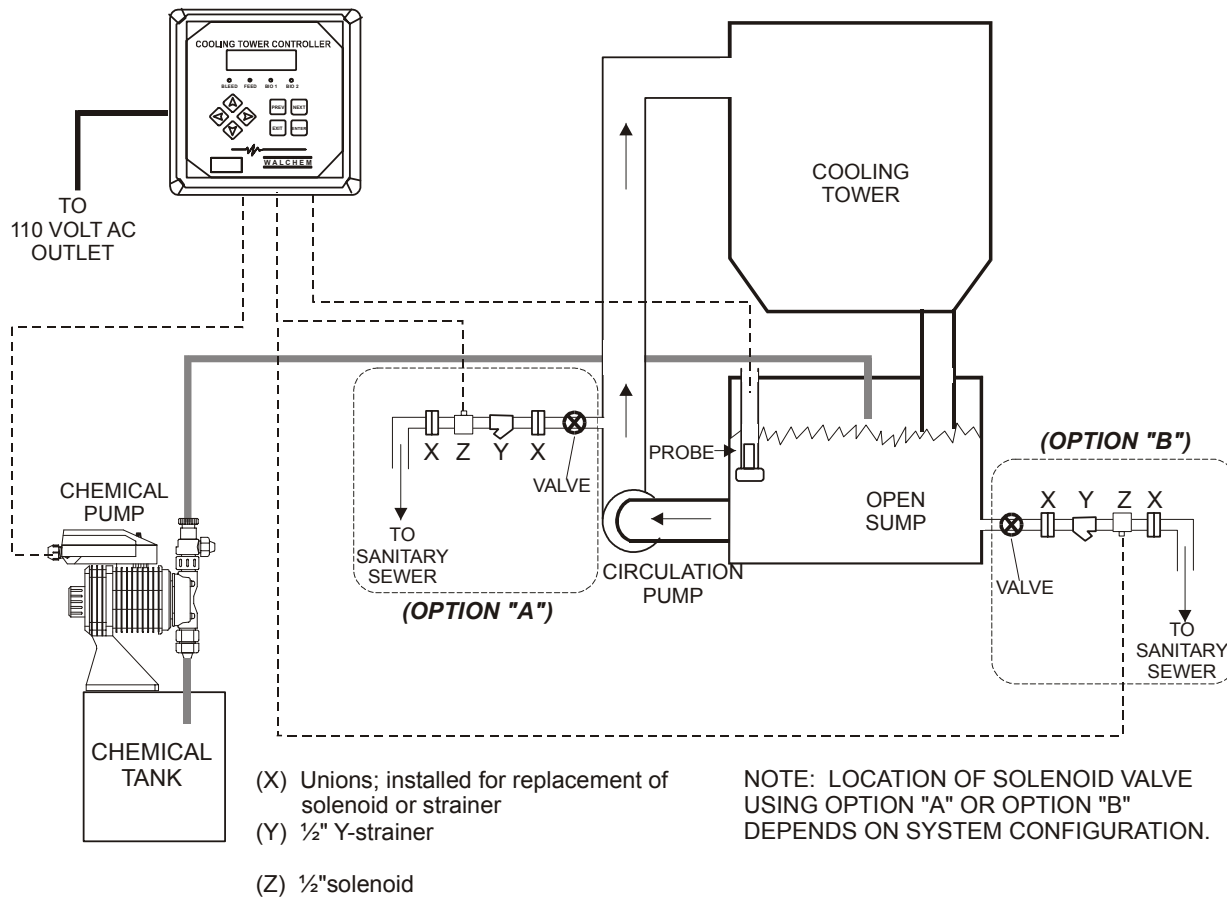 COOLING TOWER CONTROLLER
BLEED FEED BIO 1 BIO 2
PREV NEXT
EXIT ENTER
WALCHEM
TO
110 VOLT AC
OUTLET
COOLING
TOWER
X Z Y X
VALVE
TO
SANITARY
SEWER
(OPTION "A")
PROBE
OPEN
SUMP
CIRCULATION
PUMP
(OPTION "B")
X Y Z X
VALVE
TO
SANITARY
SEWER
CHEMICAL
PUMP
CHEMICAL
TANK
(X) Unions; installed for replacement of
solenoid or strainer
(Y) ½" Y-strainer
(Z) ½"solenoid
NOTE: LOCATION OF SOLENOID VALVE
USING OPTION "A" OR OPTION "B"
DEPENDS ON SYSTEM CONFIGURATION.